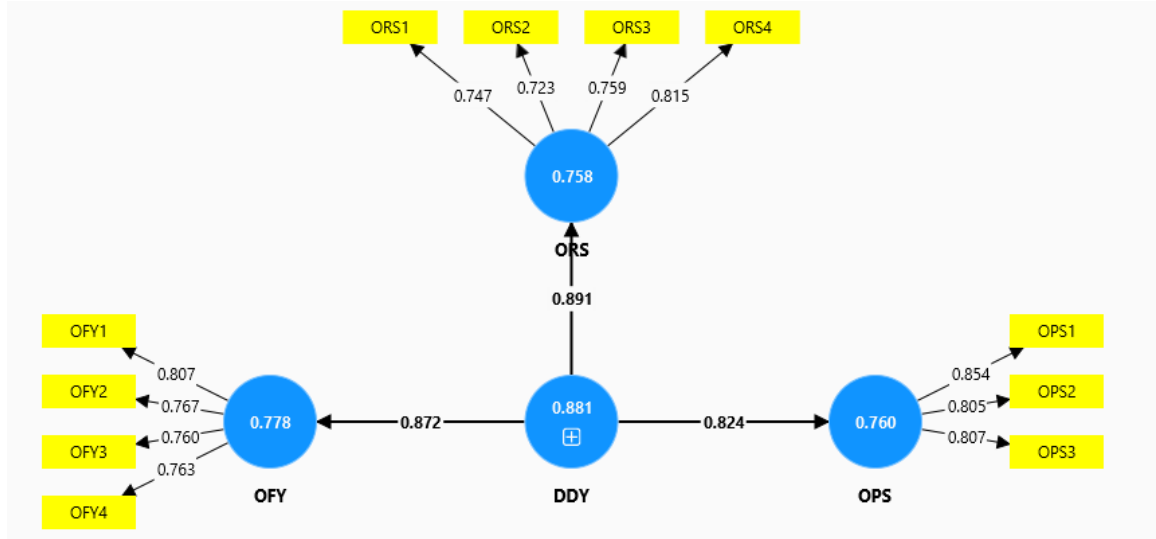 ORS1 ORS2 ORS3 ORS4
0.747 0.723 0.759 0.815
0.758
ORS
0.891
OFY1
0.807
OFY2
0.767
OFY3
0.760
0.763
OFY4
0.778
OFY
0.872
0.881
DDY
0.824
0.760
OPS
OPS1
0.854
OPS2
0.805
0.807
OPS3